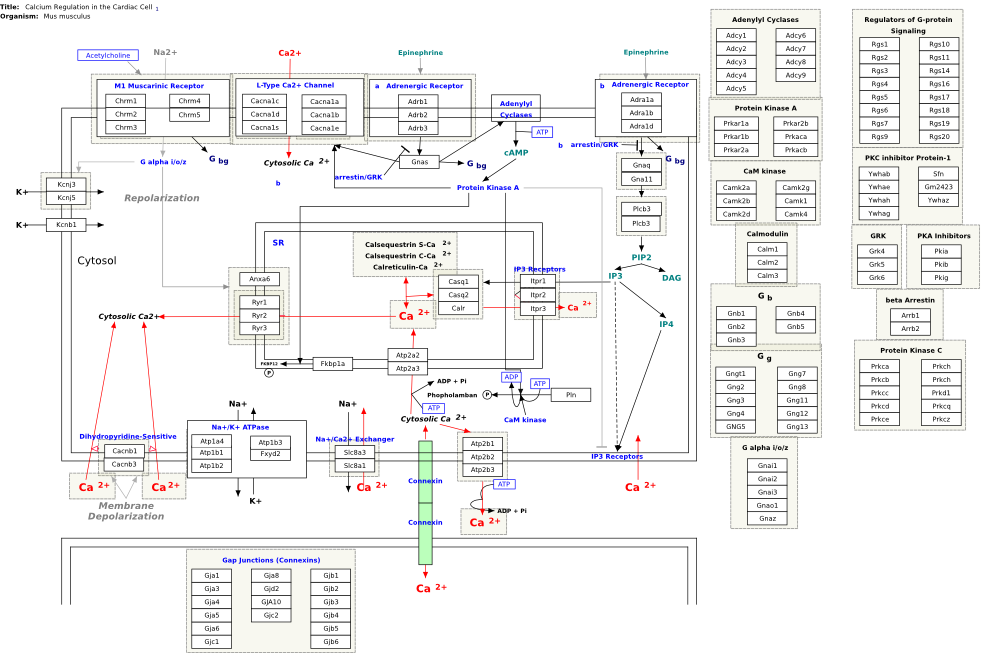 Title: Calcium Regulation in the Cardiac Cell 1
Organism: Mus musculus
Acetylcholine
Na2+
Ca2+
Epinephrine
Epinephrine
M1 Muscarinic Receptor
Chrm1
Chrm2
Chrm3
Chrm4
Chrm5
L-Type Ca2+ Channel
Cacna1c
Cacna1d
Cacna1s
Cacna1a
Cacna1b
Cacna1e
a Adrenergic Receptor
Adrb1
Adrb2
Adrb3
Adenylyl
Cyclases
ATP
cAMP
b Adrenergic Receptor
Adra1a
Adra1b
Adra1d
G alpha i/o/z
G bg
Cytosolic Ca 2+
b
arrestin/GRK
Gnas
G bg
b
arrestin/GRK
G bg
Gnaq
Gna11
Protein Kinase A
Plcb3
Plcb3
PIP2
IP3
DAG
IP4
K+
Kcnj3
Kcnj5
K+
Kcnb1
Repolarization
Cytosol
SR
Calsequestrin S-Ca 2+
Calsequestrin C-Ca 2+
Calreticulin-Ca 2+
IP3 Receptors
Anxa6
Ryr1
Ryr2
Ryr3
Casq1
Casq2
Calr
Itpr1
Itpr2
Itpr3
Ca 2+
Ca 2+
Cytosolic Ca2+
FKBP12
P
Fkbp1a
Atp2a2
Atp2a3
ADP + Pi
Phospholamban
P
ADP
ATP
Pln
CaM kinase
ATP
Cytosolic Ca 2+
Na+
Na+
Na+/K+ ATPase
Atp1a4
Atp1b1
Atp1b2
Atp1b3
Fxyd2
K+
Dihydropyridine-Sensitive
Cacnb1
Cacnb3
Ca 2+
Ca 2+
Membrane
Depolarization
Na+/Ca2+ Exchanger
Slc8a3
Slc8a1
Ca 2+
Connexin
Connexin
Ca 2+
Atp2b1
Atp2b2
Atp2b3
ATP
ADP + Pi
Ca 2+
IP3 Receptors
Ca 2+
Gap Junctions (Connexins)
Gja1
Gja3
Gja4
Gja5
Gja6
Gjc1
Gja8
Gjd2
GJA10
Gjc2
Gjb1
Gjb2
Gjb3
Gjb4
Gjb5
Gjb6
Adenylyl Cyclases
Adcy1
Adcy2
Adcy3
Adcy4
Adcy5
Adcy6
Adcy7
Adcy8
Adcy9
Protein Kinase A
Prkar1a
Prkar1b
Prkar2a
Prkar2b
Prkaca
Prkacb
CaM kinase
Camk2a
Camk2b
Camk2d
Camk2g
Camk1
Camk4
Calmodulin
Calm1
Calm2
Calm3
G b
Gnb1
Gnb2
Gnb3
Gnb4
Gnb5
G g
Gngt1
Gng2
Gng3
Gng4
GNG5
Gng7
Gng8
Gng11
Gng12
Gng13
G alpha i/o/z
Gnai1
Gnai2
Gnai3
Gnao1
Gnaz
Regulators of G-protein
Signaling
Rgs1
Rgs2
Rgs3
Rgs4
Rgs5
Rgs6
Rgs7
Rgs9
Rgs10
Rgs11
Rgs14
Rgs16
Rgs17
Rgs18
Rgs19
Rgs20
PKC inhibitor Protein-1
Ywhab
Ywhae
Ywhah
Ywhag
Sfn
Gm2423
Ywhaz
GRK
Grk4
Grk5
Grk6
PKA Inhibitors
Pkia
Pkib
Pkig
beta Arrestin
Arrb1
Arrb2
Protein Kinase C
Prkca
Prkcb
Prkcc
Prkcd
Prkce
Prkch
Prkd1
Prkcq
Prkci
Prkcz